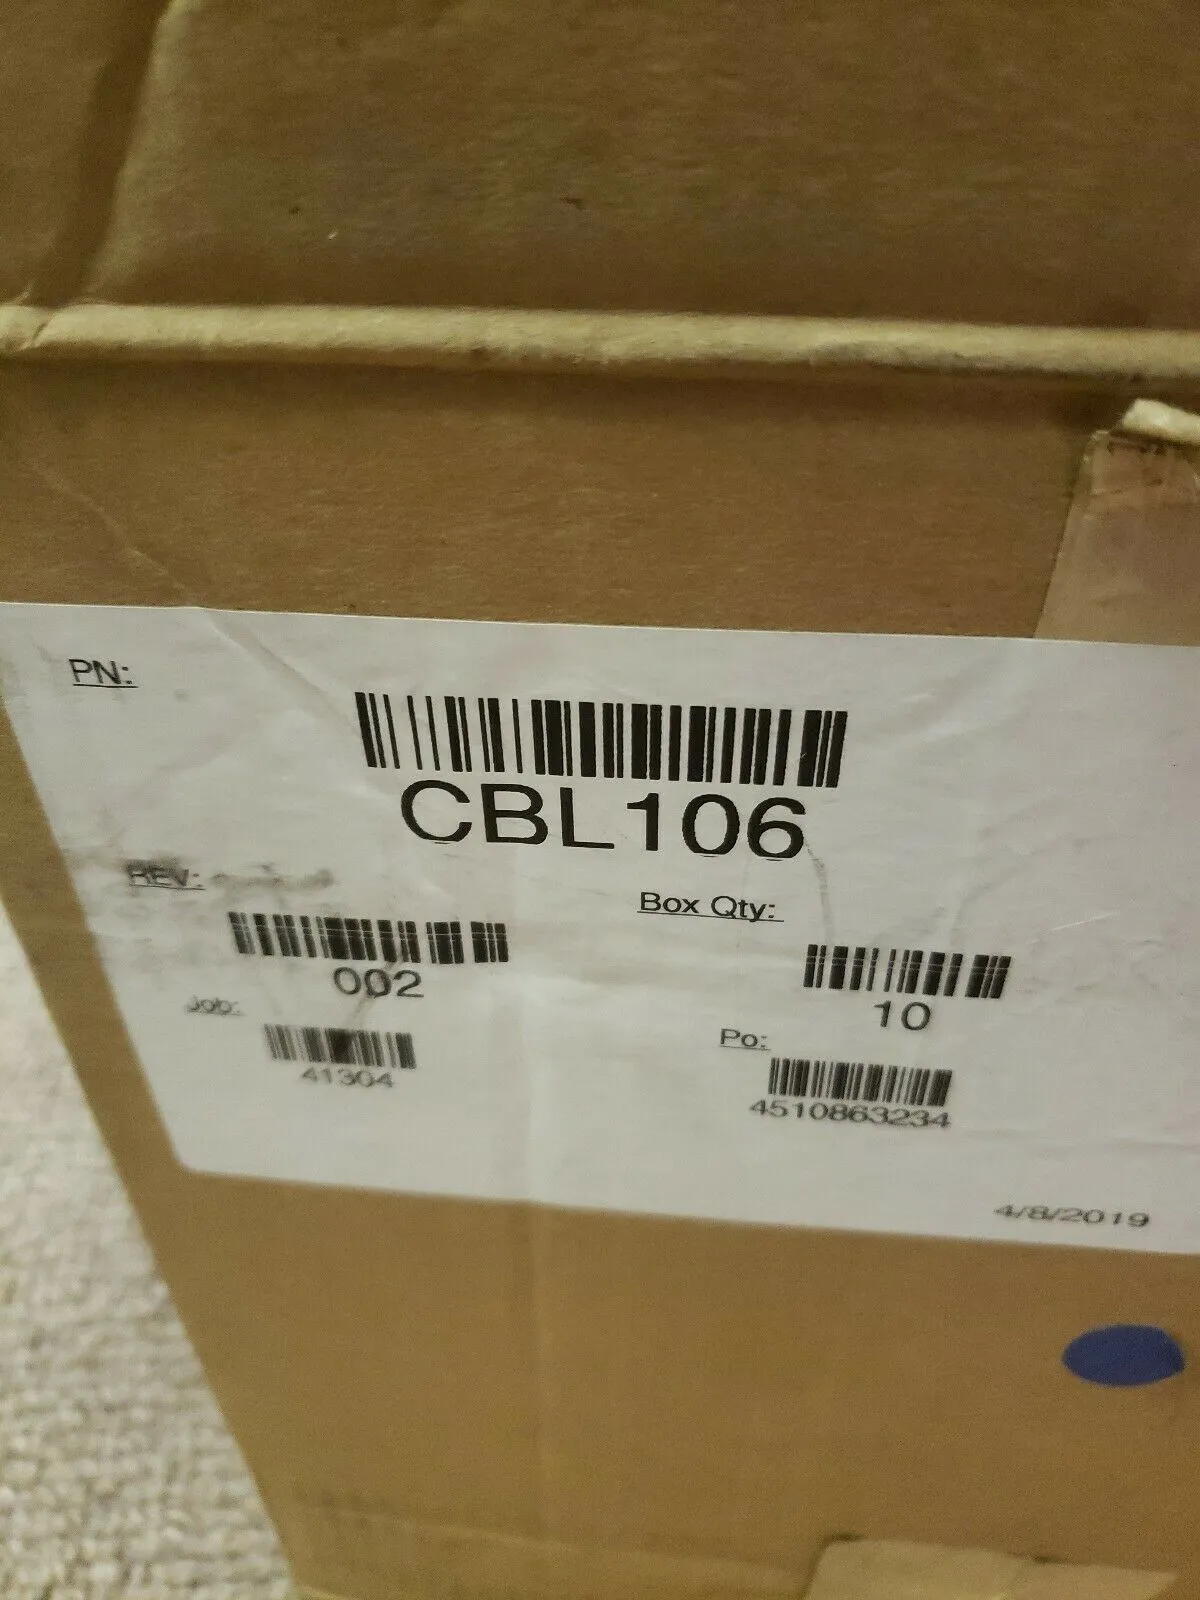 PN:
CBL106
REV:
Box Qty:
002
10
Job:
Po:
41304
4510863234
4/8/2019